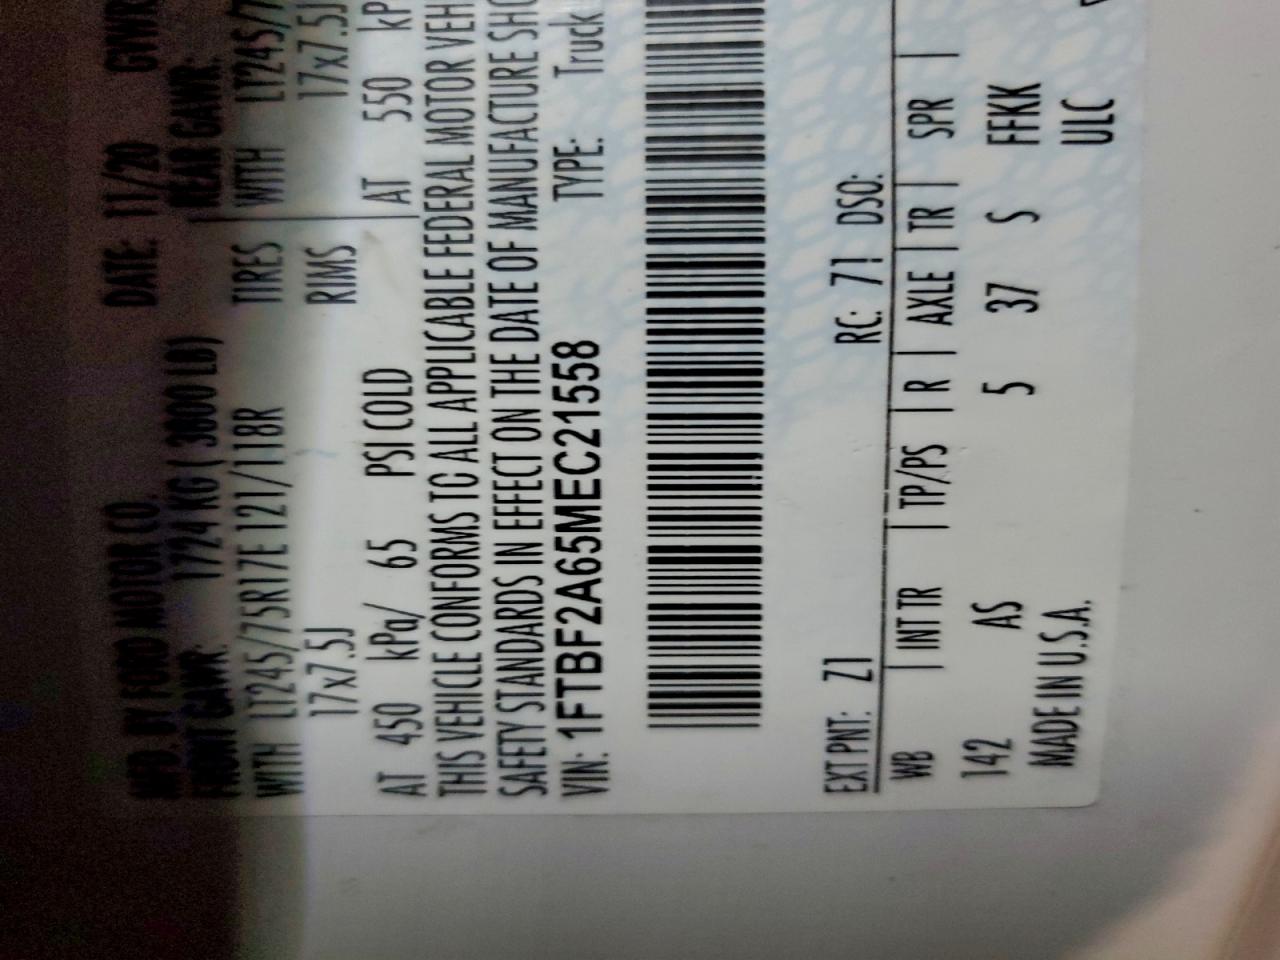 MFD. BY FORD MOTOR CO.
DATE: 11/20 GVWR
FRONT GAWR: 1724 KG ( 3800 LB)
REAR GAWR:
WITH LT245/75R17E 121/118R TIRES WITH LT245/7
17x7.5J RIMS 17x7.5J
AT 450 kPa/ 65 PSI COLD AT 550 kP
THIS VEHICLE CONFORMS TO ALL APPLICABLE FEDERAL MOTOR VEH
SAFETY STANDARDS IN EFFECT ON THE DATE OF MANUFACTURE SHO
VIN: 1FTBF2A65MEC21558 TYPE: Truck
EXT PNT: Z1 RC: 71 DSO:
WB INT TR TP/PS R AXLE TR SPR
142 AS 5 37 S FFKK
MADE IN U.S.A. ULC